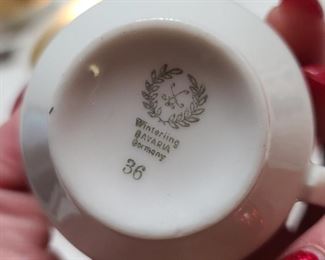 Winterling
BAVARIA
Germany
36